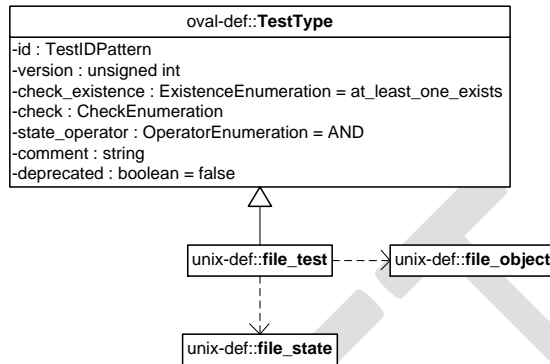 oval-def::TestType
-id : TestIDPattern
-version : unsigned int
-check_existence : ExistenceEnumeration = at_least_one_exists
-check : CheckEnumeration
-state_operator : OperatorEnumeration = AND
-comment : string
-deprecated : boolean = false
unix-def::file_test
unix-def::file_object
unix-def::file_state